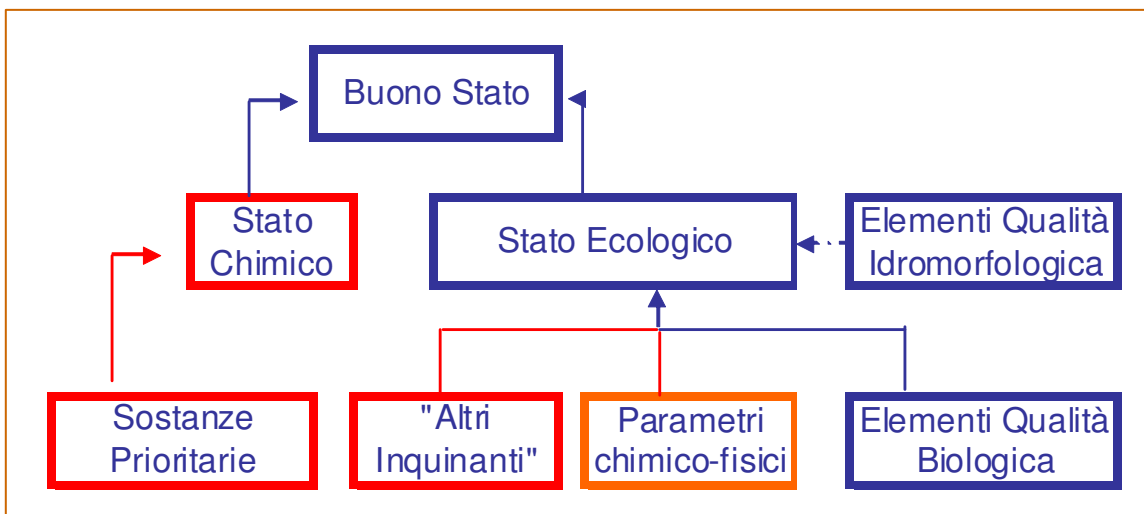 Buono Stato
Stato
Chimico
Stato Ecologico
Elementi Qualità
Idromorfologica
Sostanze
Prioritarie
"Altri
Inquinanti"
Parametri
chimico-fisici
Elementi Qualità
Biologica